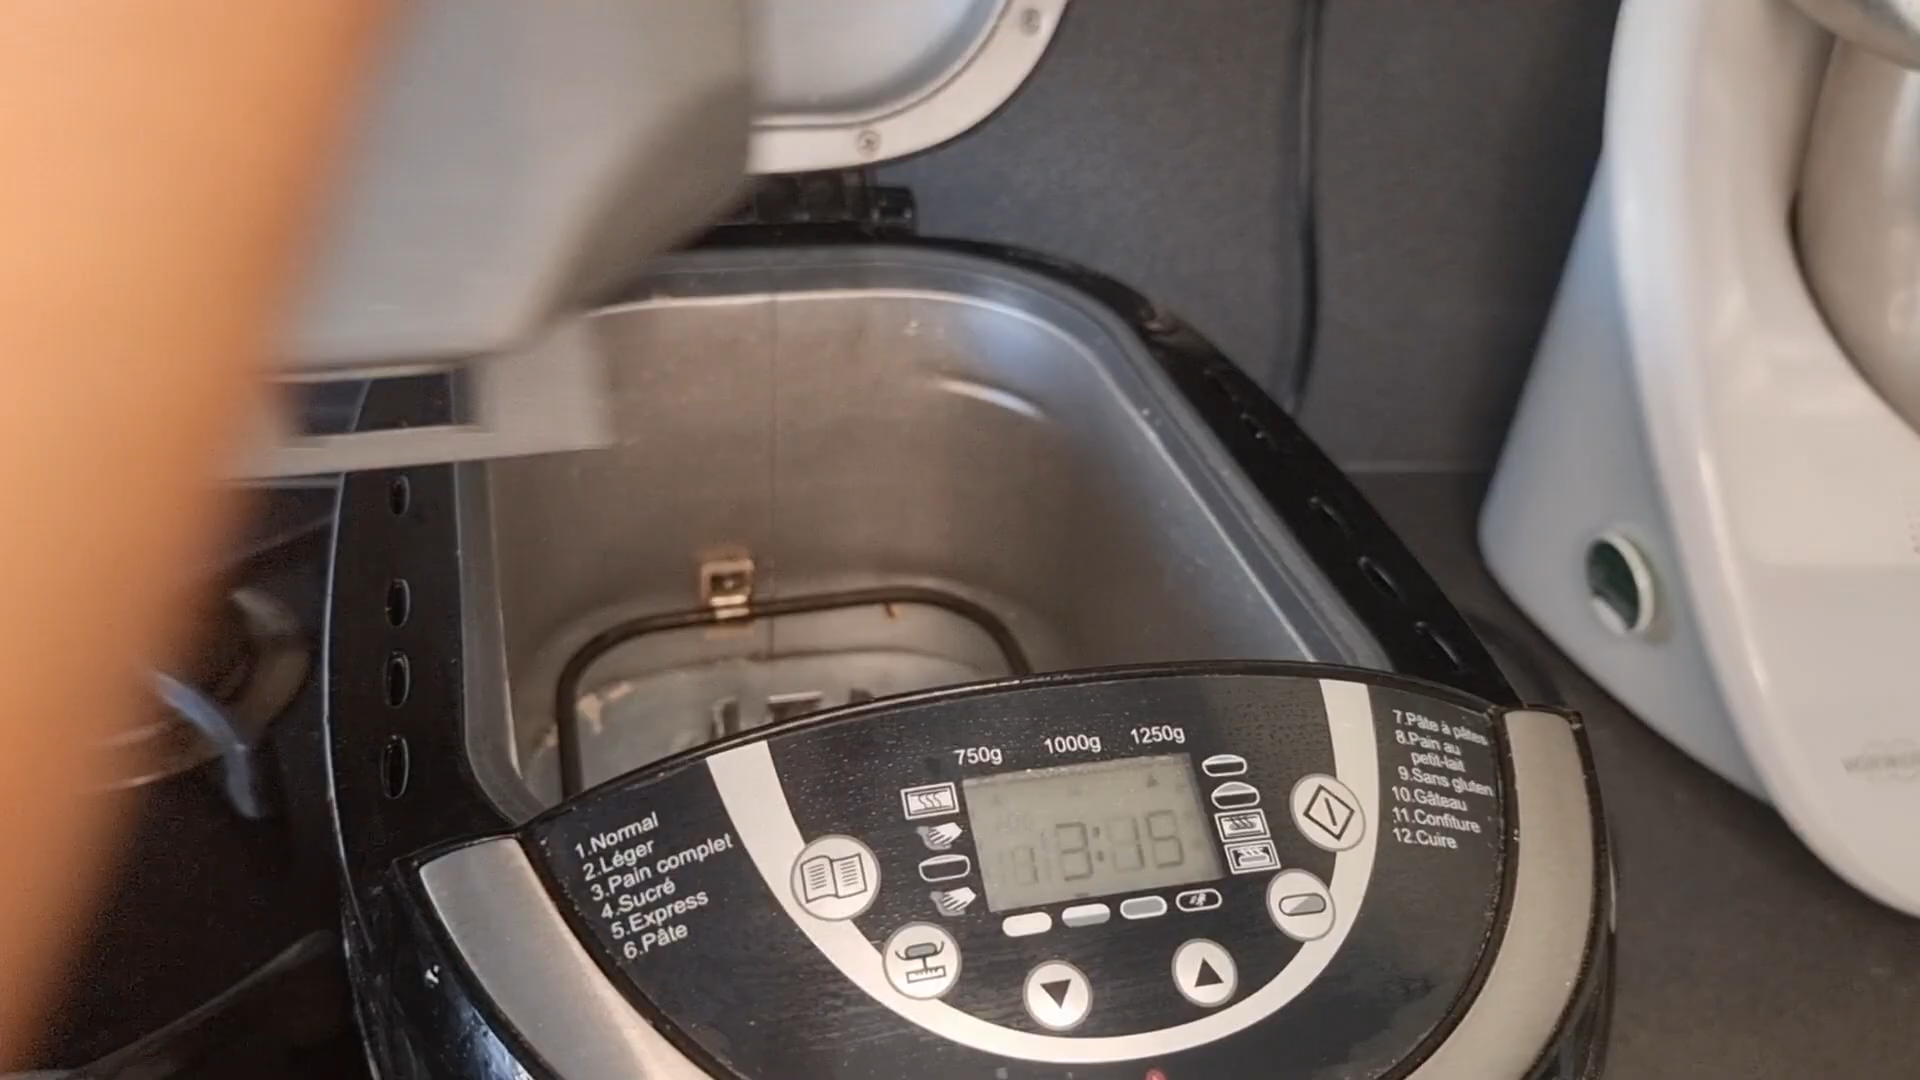 750g 1000g 1250g
1.Normal
2.Léger
3.Pain complet
4.Sucré
5.Express
6.Pâte
7.Pâte à pâtes
8.Pain au
petit-lait
9.Sans gluten
10.Gâteau
11.Confiture
12.Cuire